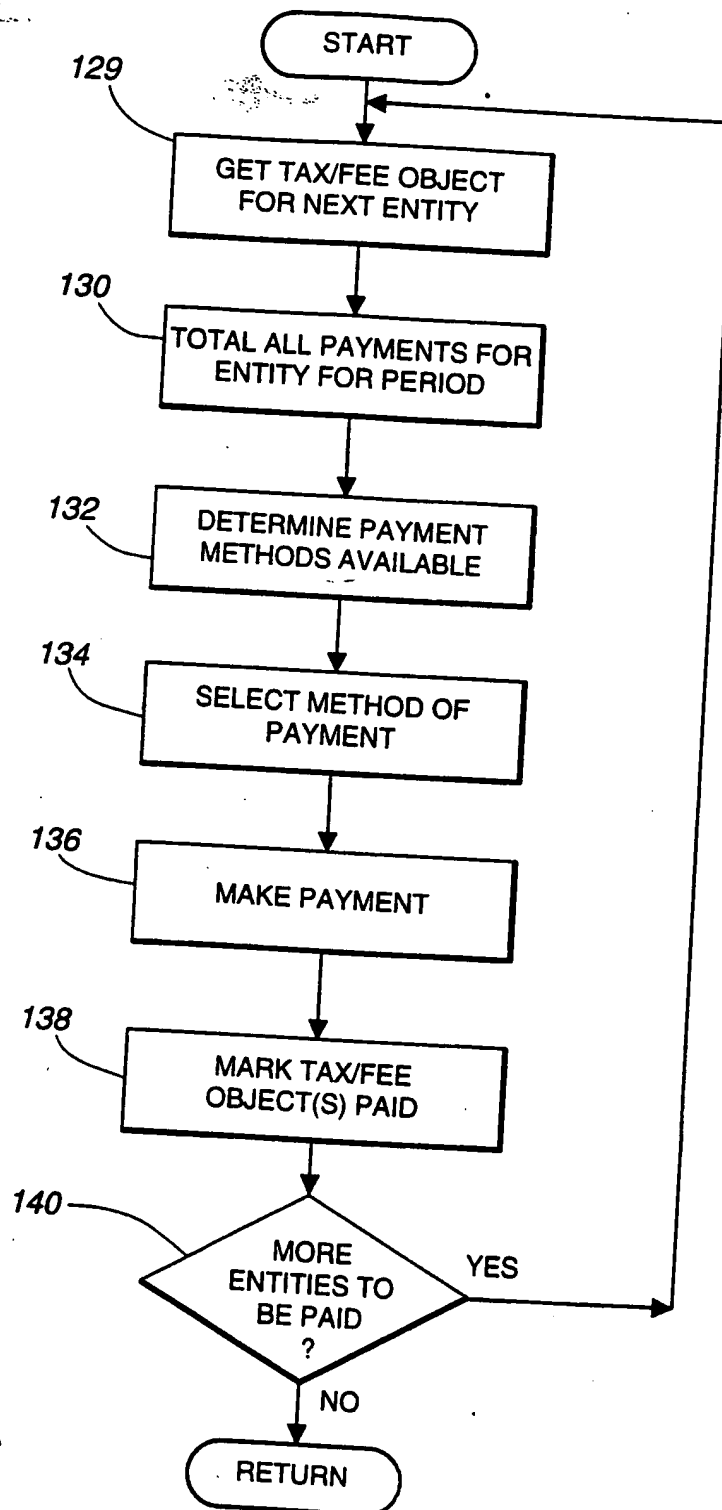 START
129
GET TAX/FEE OBJECT
FOR NEXT ENTITY
130
TOTAL ALL PAYMENTS FOR
ENTITY FOR PERIOD
132
DETERMINE PAYMENT
METHODS AVAILABLE
134
SELECT METHOD OF
PAYMENT
136
MAKE PAYMENT
138
MARK TAX/FEE
OBJECT(S) PAID
140
MORE
ENTITIES TO
BE PAID
?
YES
NO
RETURN